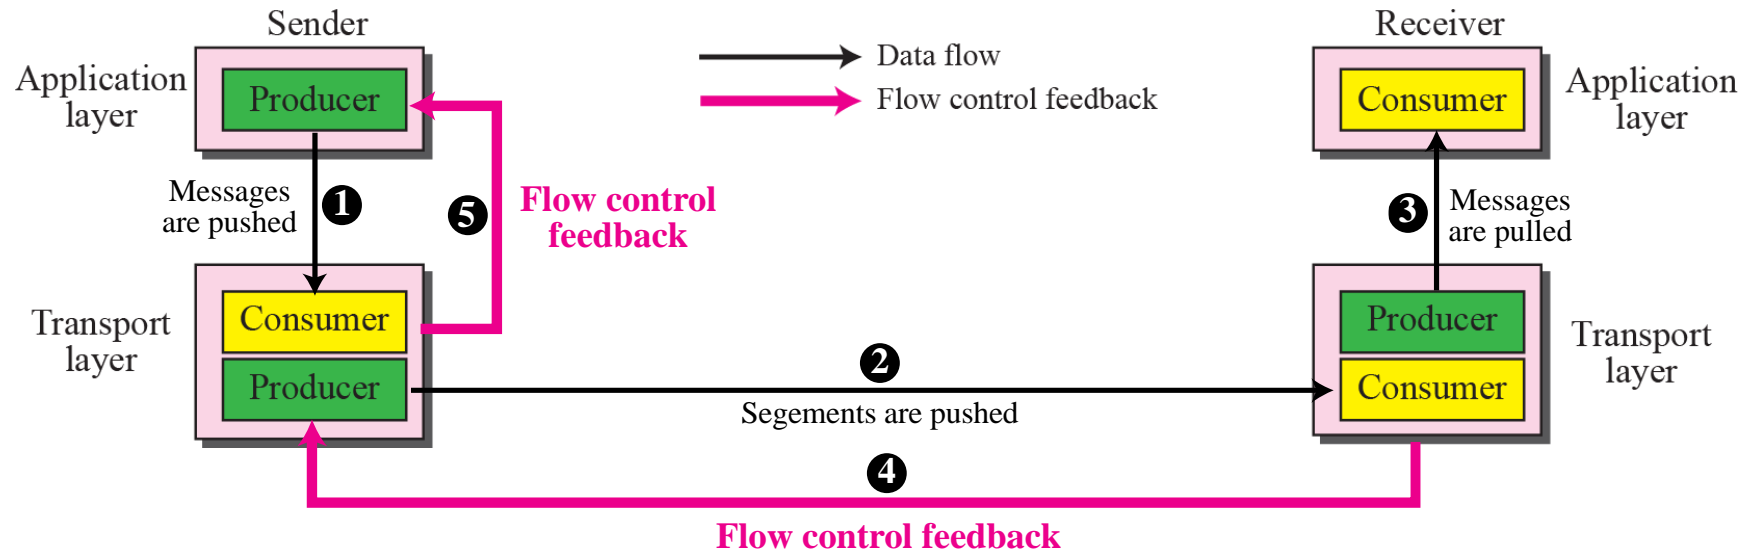 Sender
Receiver
Data flow
Flow control feedback
Application
layer
Producer
Consumer
Application
layer
Messages
are pushed
1
5
Flow control
feedback
3
Messages
are pulled
Transport
layer
Consumer
Producer
2
Segements are pushed
Producer
Consumer
Transport
layer
4
Flow control feedback